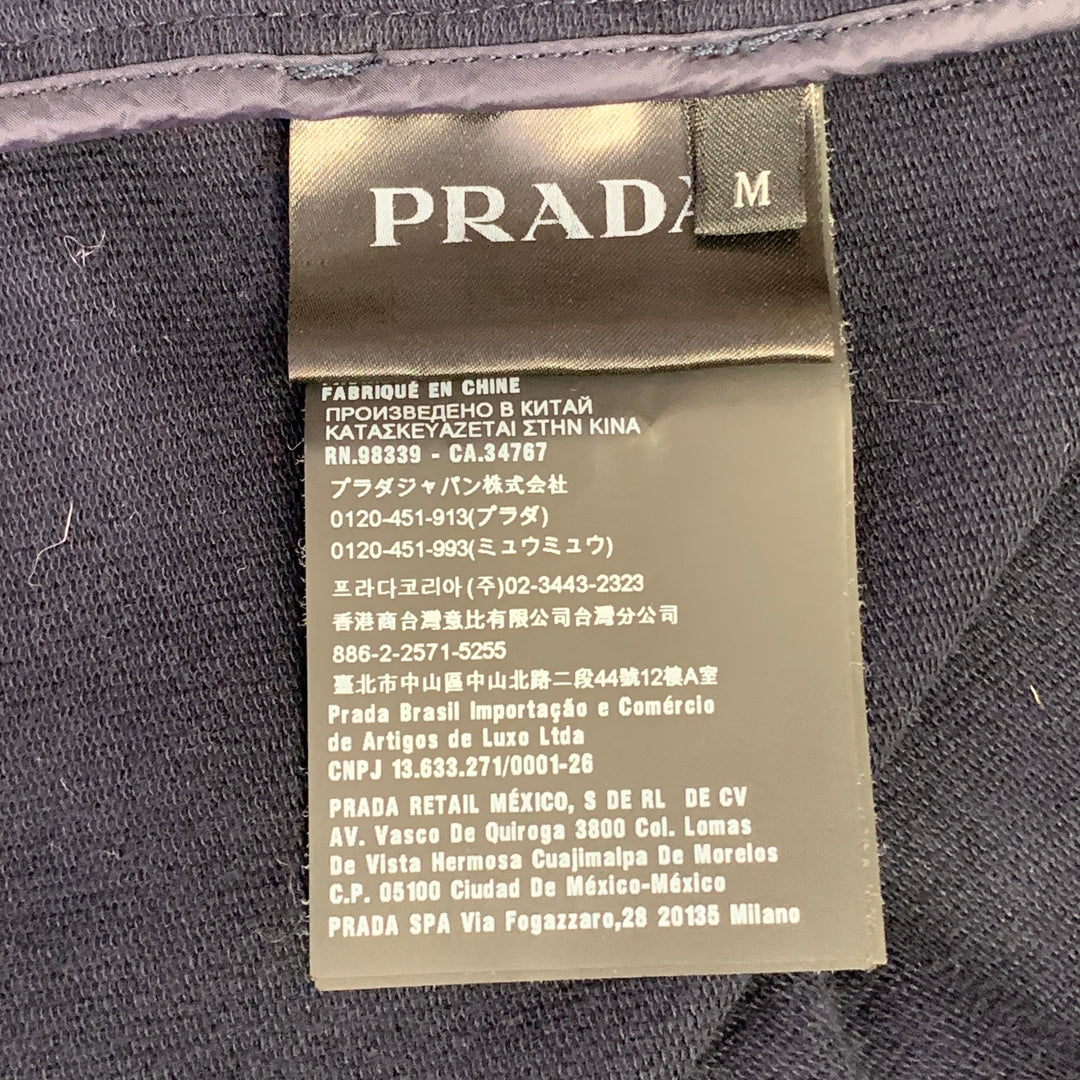 PRADA
M
FABRIQUÉ EN CHINE
ПРОИЗВЕДЕНО В КИТАЙ
ΚΑΤΑΣΚΕΥΑΖΕΤΑΙ ΣΤΗΝ ΚΙΝΑ
RN.98339 - CA.34767
プラダジャパン株式会社
0120-451-913(プラダ)
0120-451-993(ミュウミュウ)
프라다코리아(주)02-3443-2323
香港商台灣意比有限公司台灣分公司
886-2-2571-5255
臺北市中山區中山北路二段44號12樓A室
Prada Brasil Importação e Comércio
de Artigos de Luxo Ltda
CNPJ 13.633.271/0001-26
PRADA RETAIL MÉXICO, S DE RL DE CV
AV. Vasco De Quiroga 3800 Col. Lomas
De Vista Hermosa Cuajimalpa De Morelos
C.P. 05100 Ciudad De México-México
PRADA SPA Via Fogazzaro,28 20135 Milano